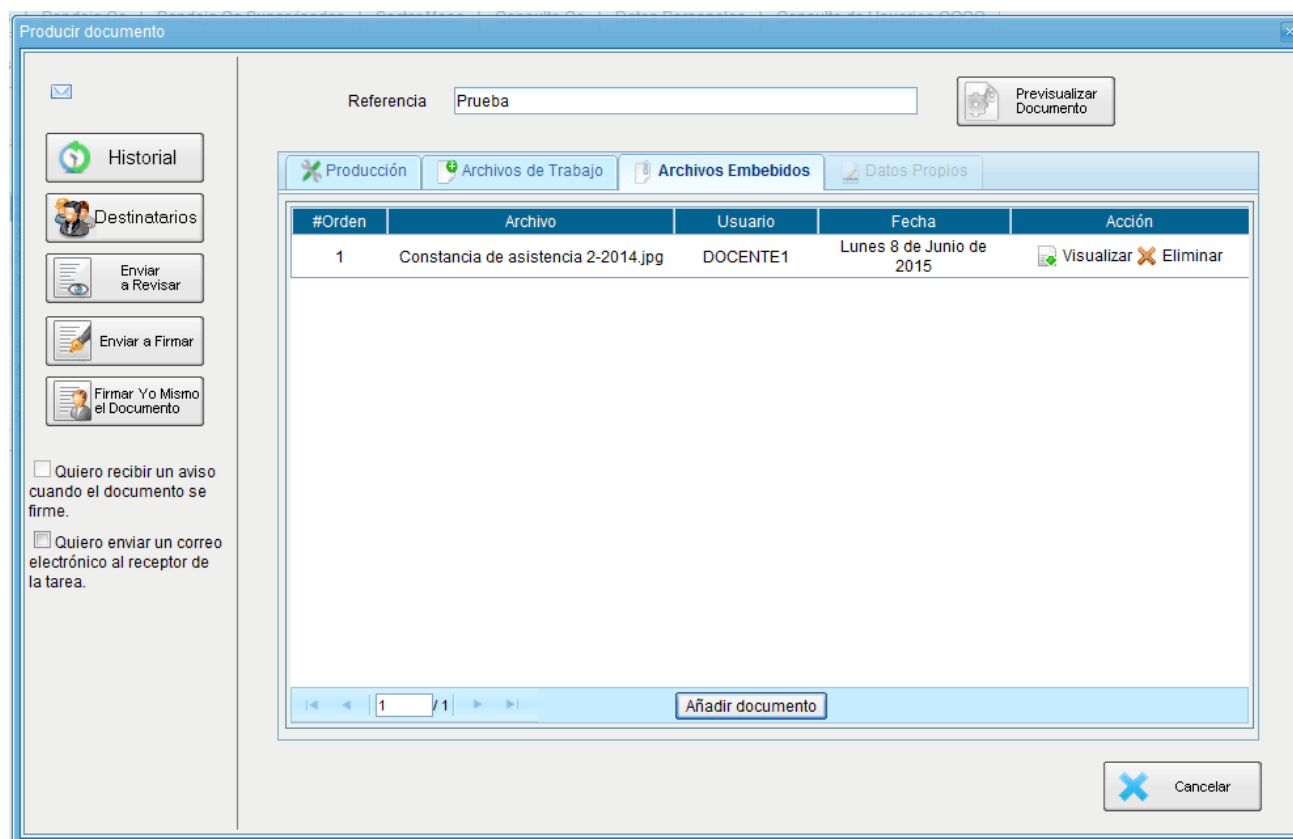 Producir documento
Referencia
Prueba
Previsualizar
Documento
Historial
Destinatarios
Enviar
a Revisar
Enviar a Firmar
Firmar Yo Mismo
el Documento
Quiero recibir un aviso
cuando el documento se
firme.
Quiero enviar un correo
electrónico al receptor de
la tarea.
Producción
Archivos de Trabajo
Archivos Embebidos
Datos Propios
#Orden Archivo Usuario Fecha Acción
1 Constancia de asistencia 2-2014.jpg DOCENTE1 Lunes 8 de Junio de Visualizar Eliminar
2015
1 / 1
Añadir documento
Cancelar